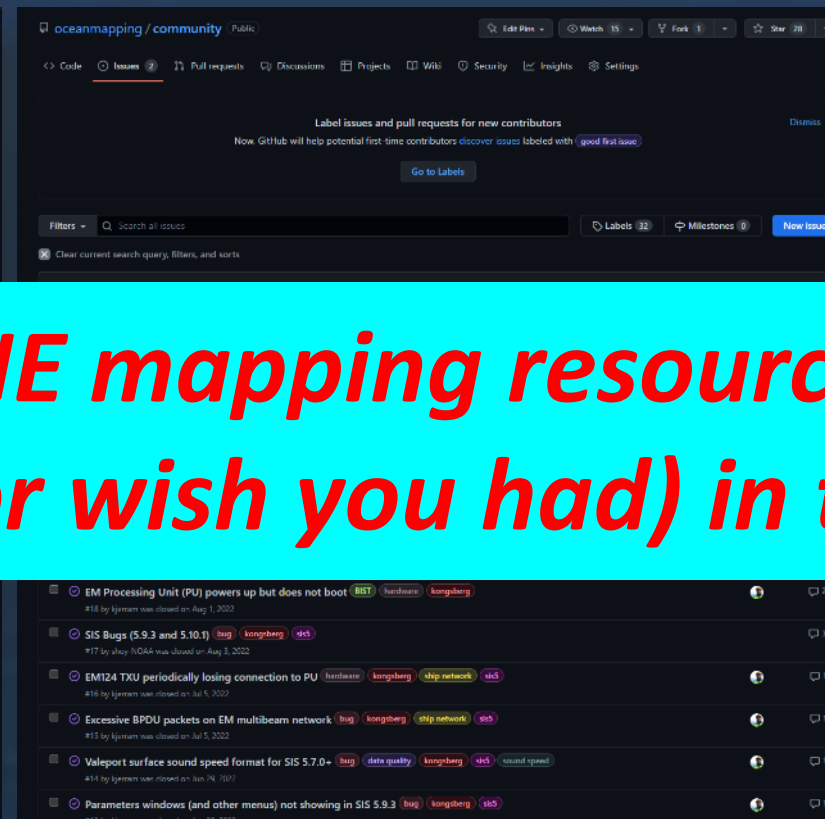 oceanmapping / community Public
Edit Pins Watch 15 Fork 1 Star 28
<> Code Issues 2 Pull requests Discussions Projects Wiki Security Insights Settings
Label issues and pull requests for new contributors
Dismiss
Now, GitHub will help potential first-time contributors discover issues labeled with good first issue
Go to Labels
Filters Search all issues Labels 32 Milestones 0 New issue
Clear current search query, filters, and sorts
mapping
wish you had) in
EM Processing Unit (PU) powers up but does not boot BIST hardware kongsberg
#18 by kjerram was closed on Aug 1, 2022
SIS Bugs (5.9.3 and 5.10.1) bug kongsberg sis5
#17 by shoy-NOAA was closed on Aug 3, 2022
EM124 TXU periodically losing connection to PU hardware kongsberg ship network sis5
#16 by kjerram was closed on Jul 5, 2022
Excessive BPDU packets on EM multibeam network bug kongsberg ship network sis5
#15 by kjerram was closed on Jul 5, 2022
Valeport surface sound speed format for SIS 5.7.0+ bug data quality kongsberg sis5 sound speed
#14 by kjerram was closed on Jun 29, 2022
Parameters windows (and other menus) not showing in SIS 5.9.3 bug kongsberg sis5